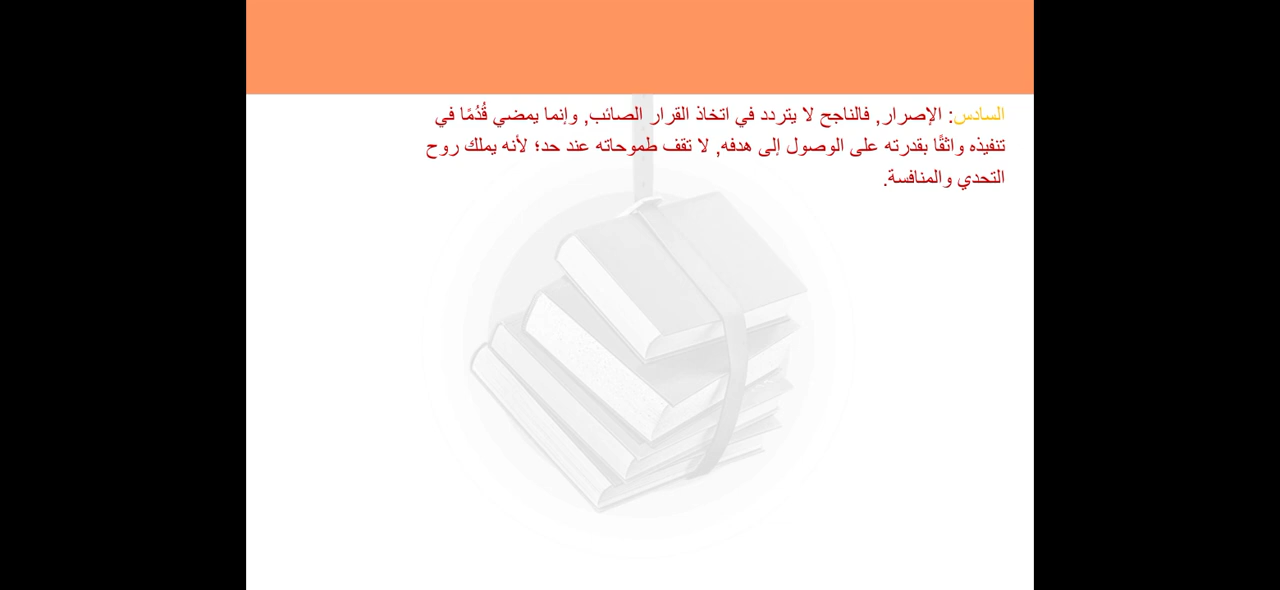 السادس: الإصرار, فالناجح لا يتردد في اتخاذ القرار الصائب, وإنما يمضي قُدُمًا في
تنفيذه واثقًا بقدرته على الوصول إلى هدفه, لا تقف طموحاته عند حد؛ لأنه يملك روح
التحدي والمنافسة.